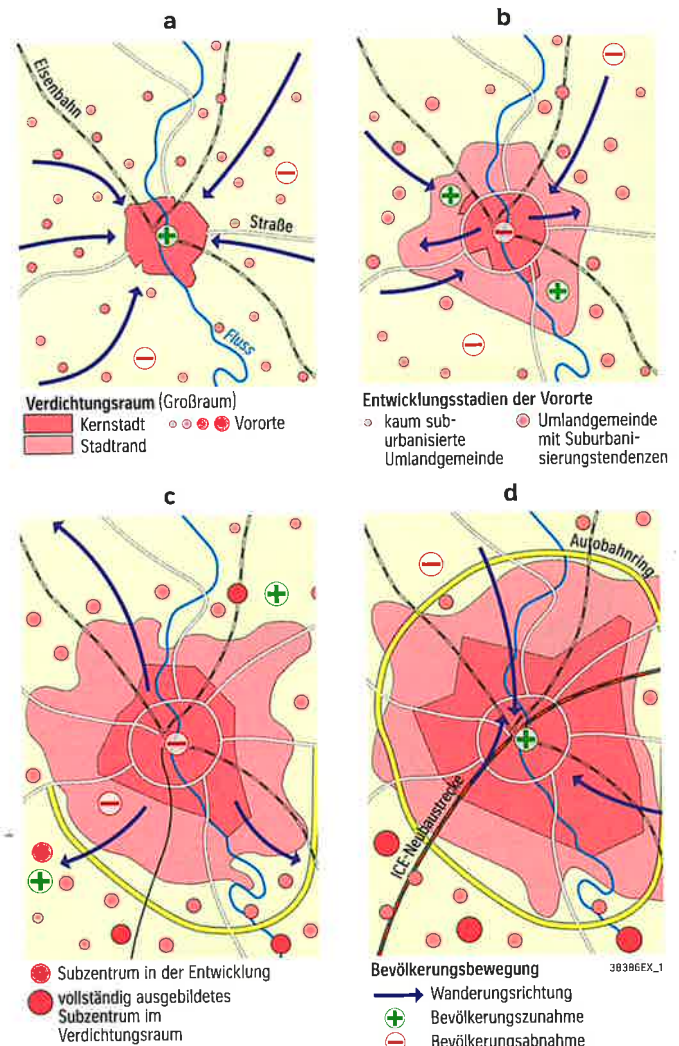 a
b
Eisenbahn
Straße
Fluss
Verdichtungsraum (Großraum)
Kernstadt
Vororte
Stadtrand
Entwicklungsstadien der Vororte
kaum sub-
urbanisierte
Umlandgemeinde
Umlandgemeinde
mit Suburbani-
sierungstendenzen
c
d
Autobahnring
ICE-Neubaustrecke
Subzentrum in der Entwicklung
vollständig ausgebildetes
Subzentrum im
Verdichtungsraum
Bevölkerungsbewegung
38386EX_1
Wanderungsrichtung
Bevölkerungszunahme
Bevölkerungsabnahme